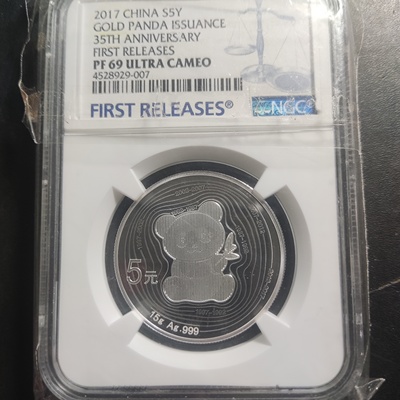 2017 CHINA S5Y
GOLD PANDA ISSUANCE
35TH ANNIVERSARY
FIRST RELEASES
PF 69 ULTRA CAMEO
4528929-007
FIRST RELEASES®
NGC
5元
15g Ag.999